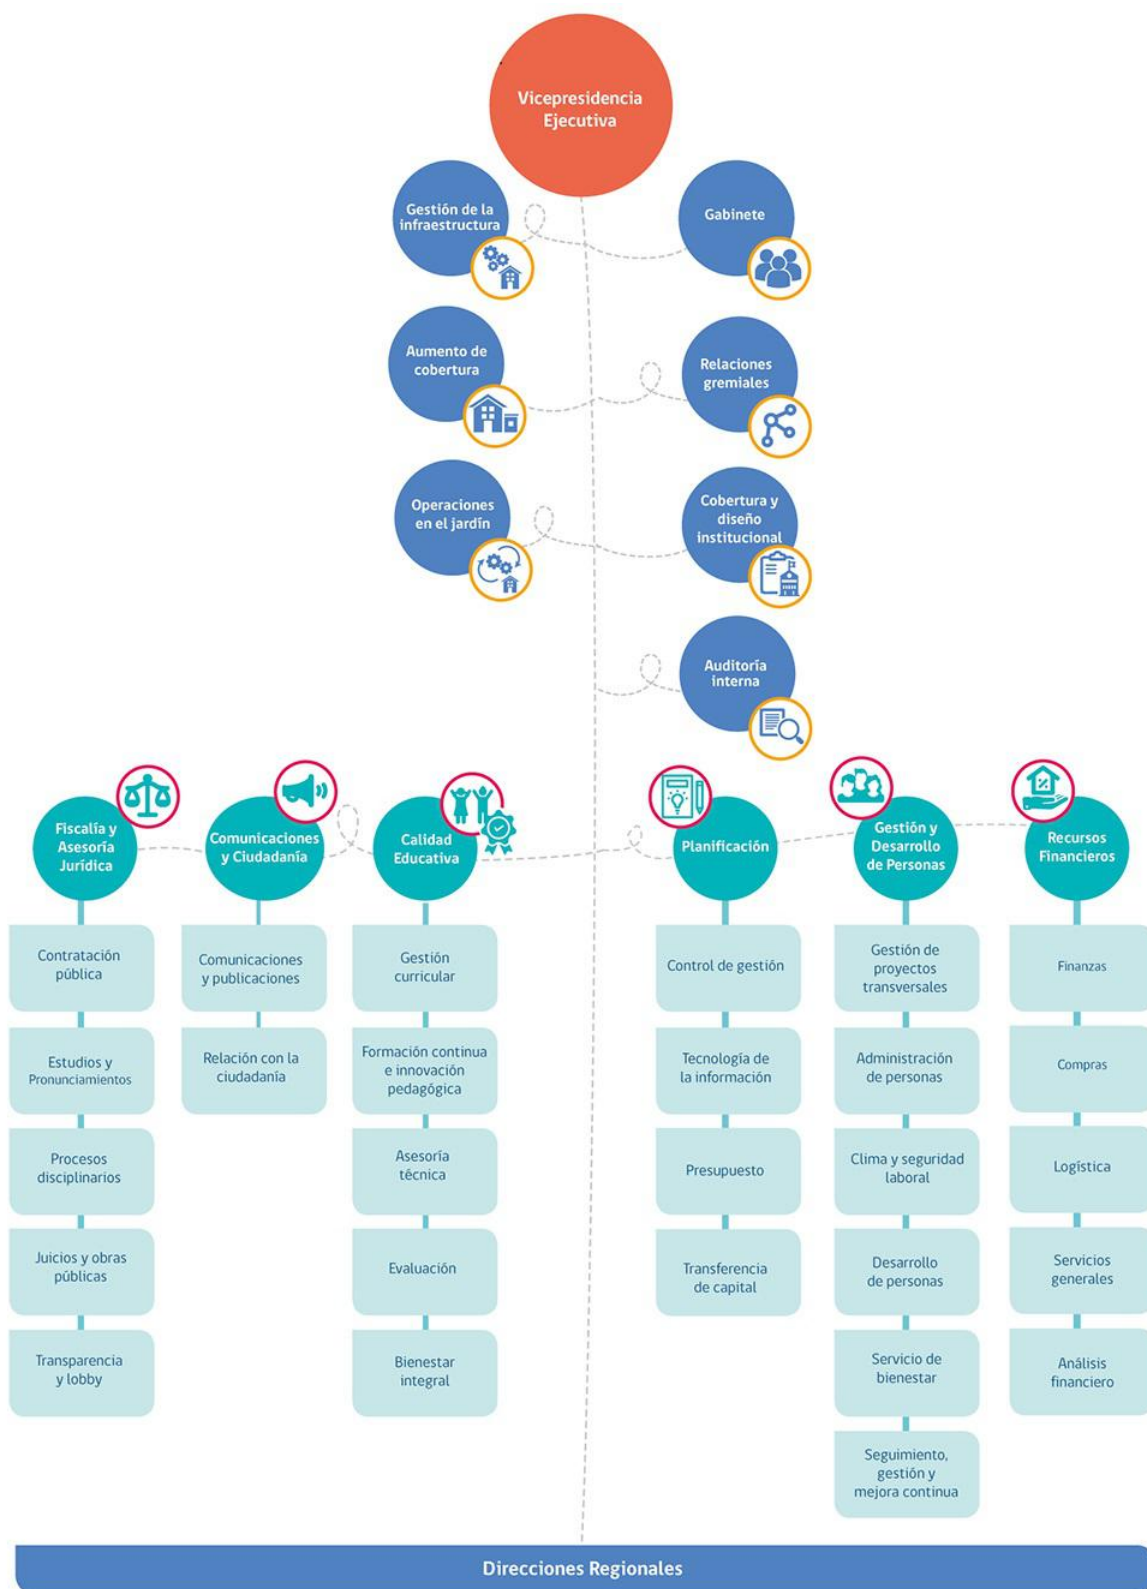 Vicepresidencia
Ejecutiva
Gestión de la
infraestructura
Gabinete
Aumento de
cobertura
Relaciones
gremiales
Operaciones
en el jardín
Cobertura y
diseño
institucional
Auditoría
interna
Fiscalía y
Asesoría
Jurídica
Comunicaciones
y Ciudadanía
Calidad
Educativa
Planificación
Gestión y
Desarrollo
de Personas
Recursos
Financieros
Contratación
pública
Estudios y
Pronunciamientos
Procesos
disciplinarios
Juicios y obras
públicas
Transparencia
y lobby
Comunicaciones
y publicaciones
Relación con la
ciudadanía
Gestión
curricular
Formación continua
e innovación
pedagógica
Asesoría
técnica
Evaluación
Bienestar
integral
Control de gestión
Tecnología de
la información
Presupuesto
Transferencia
de capital
Gestión de
proyectos
transversales
Administración
de personas
Clima y seguridad
laboral
Desarrollo
de personas
Servicio de
bienestar
Seguimiento,
gestión y
mejora continua
Finanzas
Compras
Logística
Servicios
generales
Análisis
financiero
Direcciones Regionales